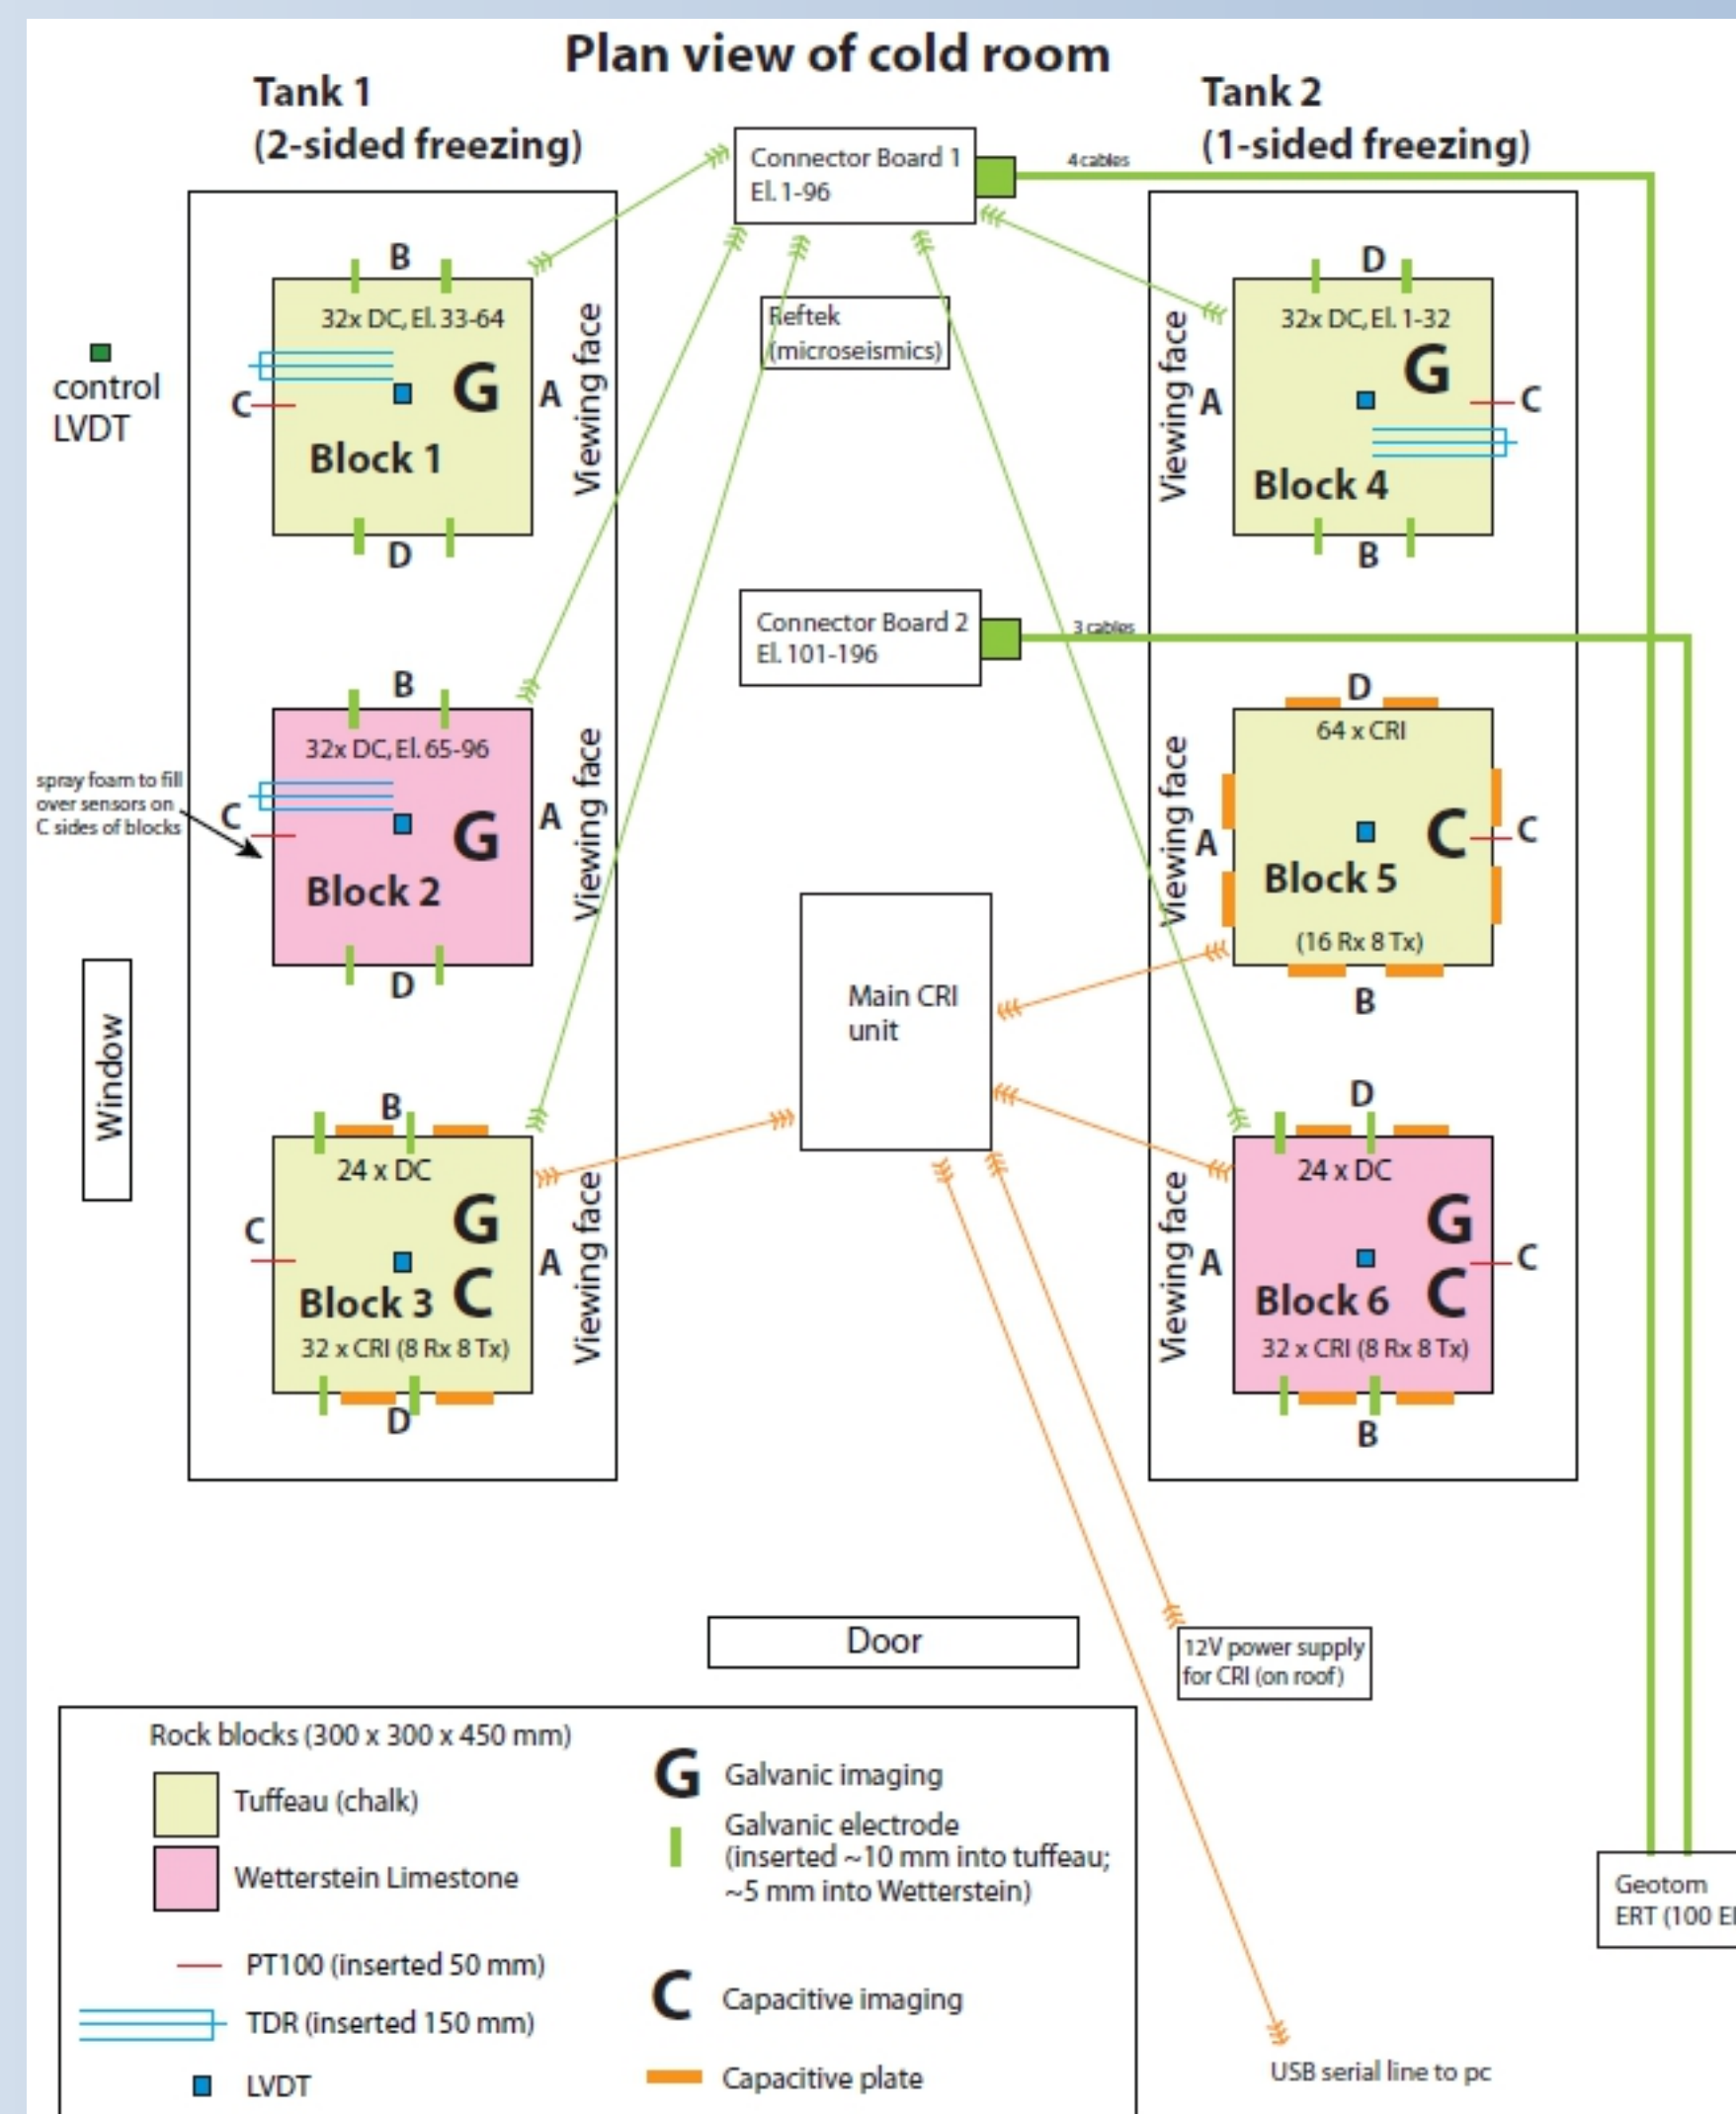 Plan view of cold room
Tank 1
(2-sided freezing)
Tank 2
(1-sided freezing)
Connector Board 1
El. 1-96
4 cables
Reftek
(microseismics)
control
LVDT
B
32x DC, El. 33-64
C
G
A
Viewing face
Block 1
D
D
32x DC, El. 1-32
G
Viewing face
A
C
Block 4
B
Connector Board 2
El. 101-196
3 cables
spray foam to fill
over sensors on
C sides of blocks
B
32x DC, El. 65-96
C
G
A
Viewing face
Block 2
D
D
64 x CRI
Viewing face
A
C
C
Block 5
(16 Rx 8 Tx)
B
Main CRI
unit
Window
B
24 x DC
C
G
A
Viewing face
Block 3
C
32 x CRI (8 Rx 8 Tx)
D
D
24 x DC
G
Viewing face
A
C
Block 6
C
32 x CRI (8 Rx 8 Tx)
B
Door
12V power supply
for CRI (on roof)
Rock blocks (300 x 300 x 450 mm)
Tuffeau (chalk)
Wetterstein Limestone
PT100 (inserted 50 mm)
TDR (inserted 150 mm)
LVDT
G
Galvanic imaging
Galvanic electrode
(inserted ~10 mm into tuffeau;
~5 mm into Wetterstein)
C
Capacitive imaging
Capacitive plate
Geotom
ERT (100 El
USB serial line to pc